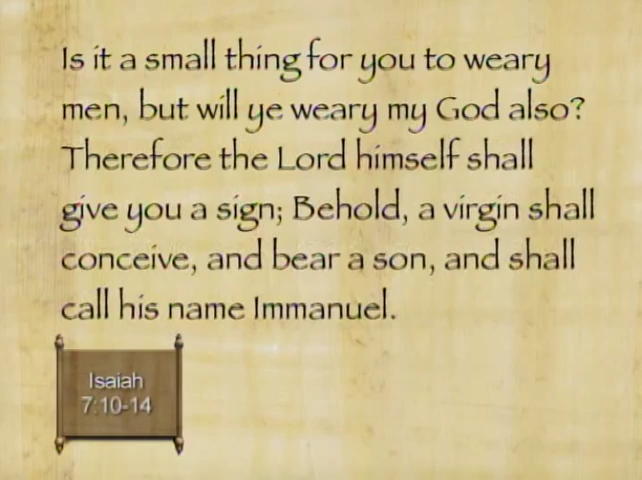 Is it a small thing for you to weary
men, but will ye weary my God also?
Therefore the Lord himself shall
give you a sign; Behold, a virgin shall
conceive, and bear a son, and shall
call his name Immanuel.
Isaiah
7:10-14